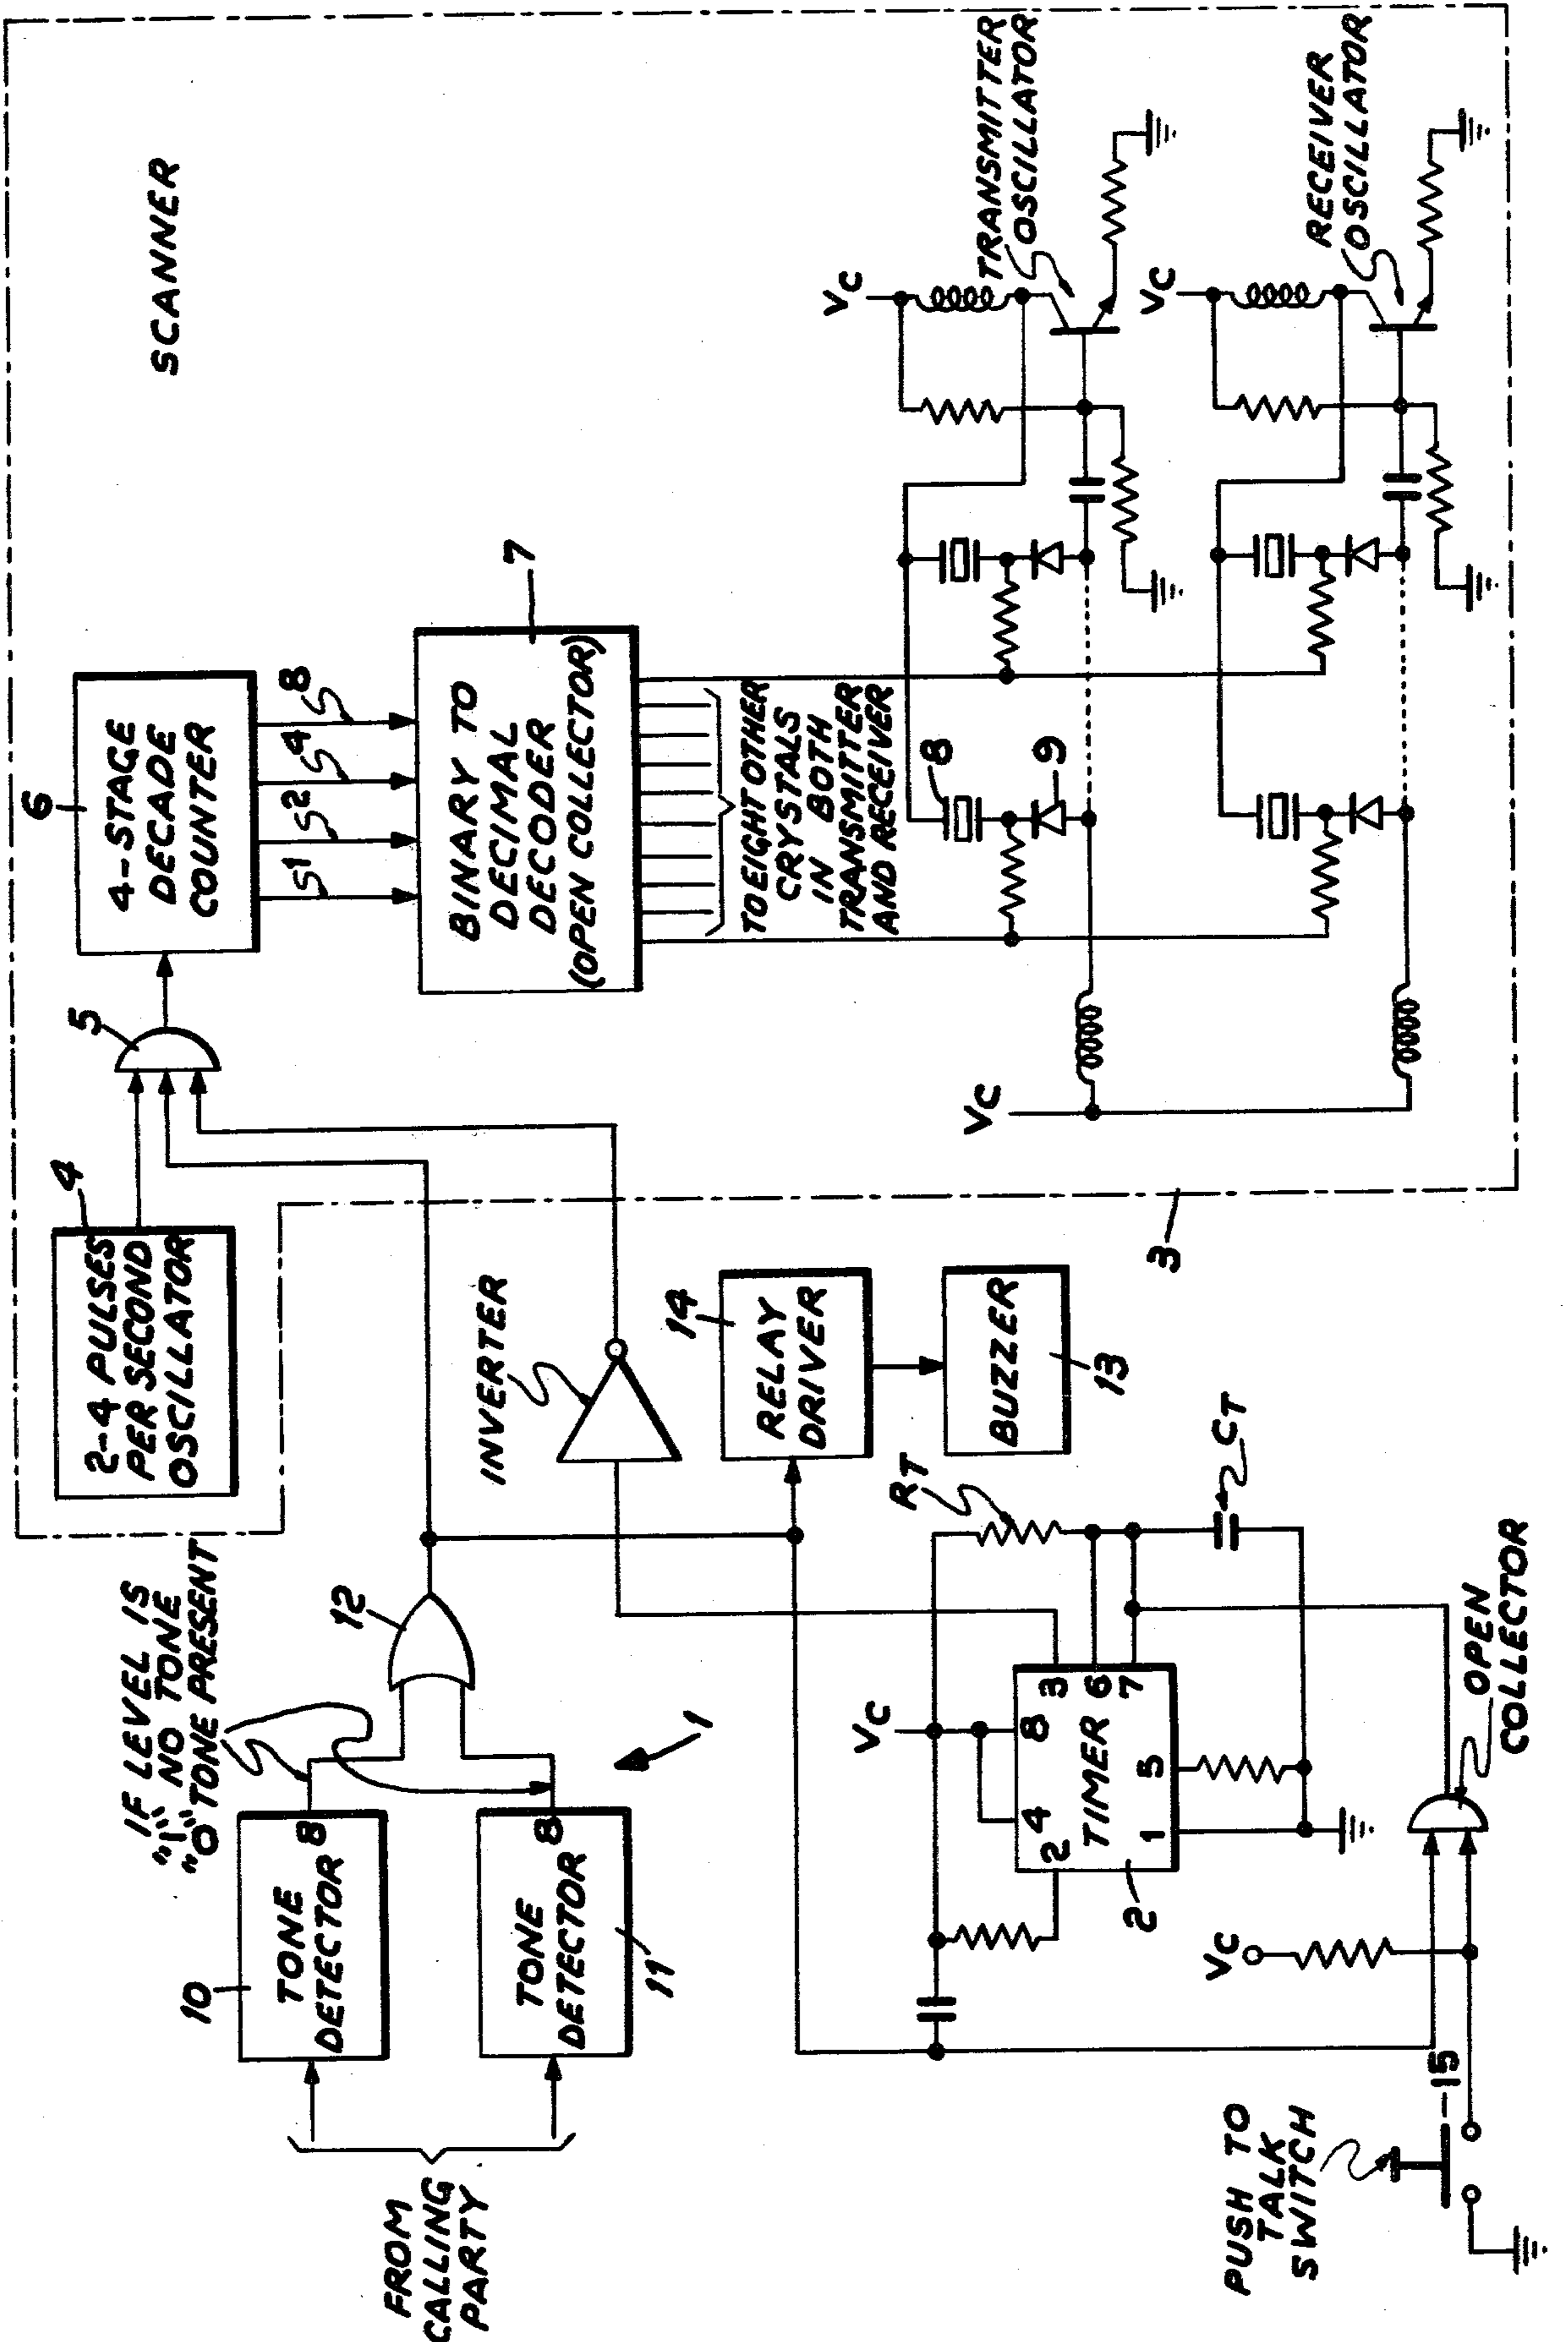 SCANNER
6
4-STAGE
DECADE
COUNTER
5
4
2-4 PULSES
PER SECOND
OSCILLATOR
1
2
4
8
7
BINARY TO
DECIMAL
DECODER
(OPEN COLLECTOR)
TO EIGHT OTHER
CRYSTALS
IN BOTH
TRANSMITTER
AND RECEIVER
8
9
VC
TRANSMITTER
OSCILLATOR
VC
RECEIVER
OSCILLATOR
VC
3
IF LEVEL IS
"1" NO TONE
"0" TONE PRESENT
12
INVERTER
14
RELAY
DRIVER
BUZZER
13
10
TONE
DETECTOR
8
TONE
DETECTOR
8
11
1
FROM
CALLING
PARTY
RT
CT
VC
2
4
8
3
6
7
TIMER
1
5
2
VC
OPEN
COLLECTOR
PUSH TO
TALK
SWITCH
15